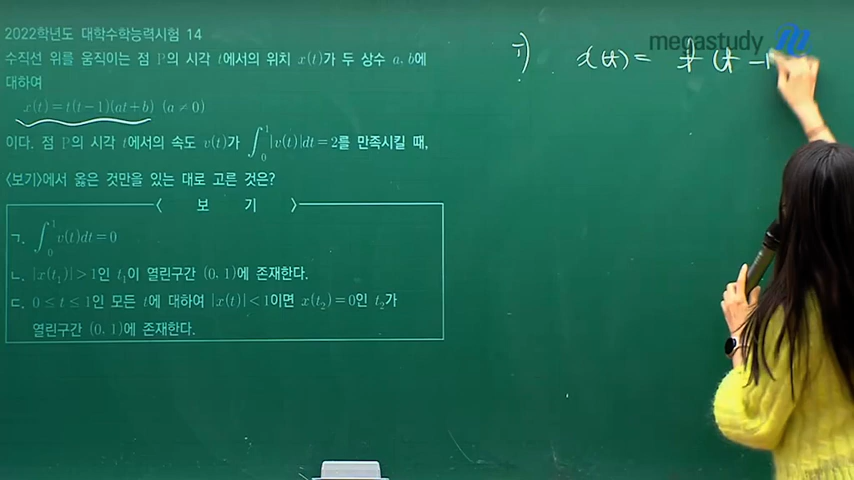 2022학년도 대학수학능력시험 14
수직선 위를 움직이는 점 P의 시각 t에서의 위치 x(t)가 두 상수 a, b에
대하여
x(t)=t(t-1)(at+b) (a≠0)
이다. 점 P의 시각 t에서의 속도 v(t)가 ∫₀¹|v(t)|dt=2를 만족시킬 때,
〈보기〉에서 옳은 것만을 있는 대로 고른 것은?
〈 보 기 〉
ㄱ. ∫₀¹v(t)dt=0
ㄴ. |x(t₁)|>1인 t₁이 열린구간 (0, 1)에 존재한다.
ㄷ. 0≤t≤1인 모든 t에 대하여 |x(t)|<1이면 x(t₂)=0인 t₂가
열린구간 (0, 1)에 존재한다.
i) x(t)= t(t-1
megastudy